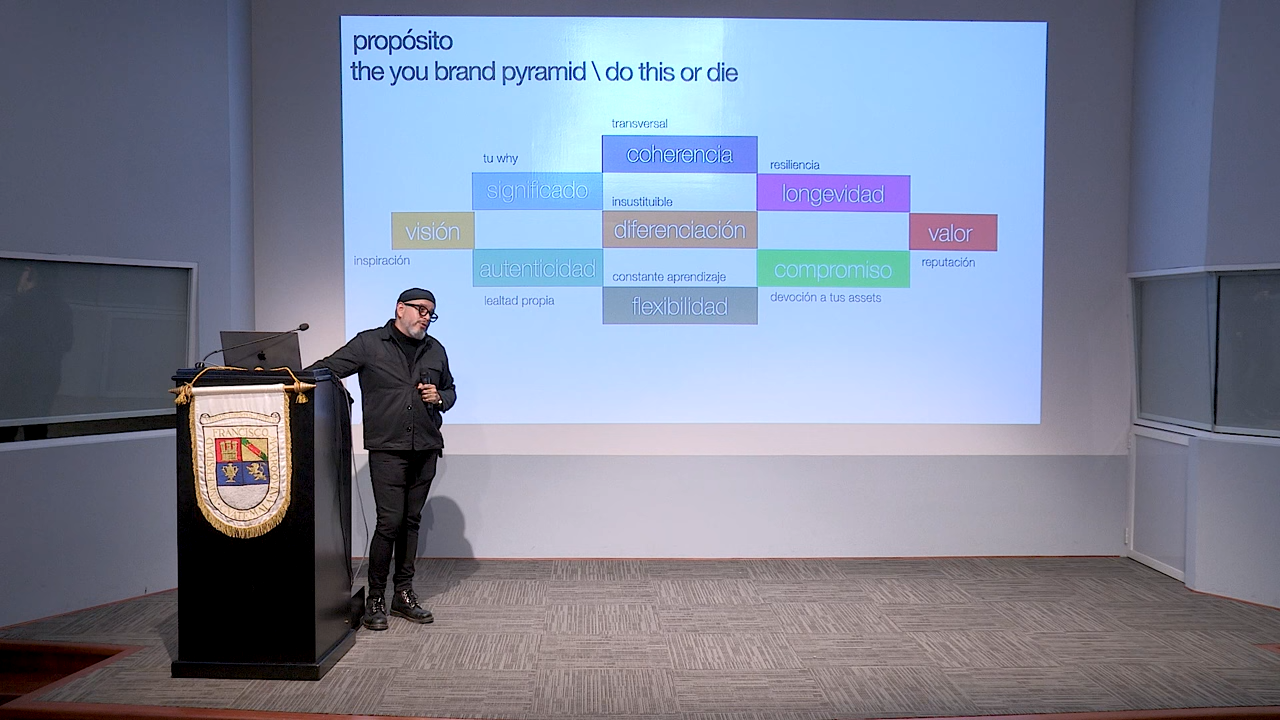 propósito
the you brand pyramid \ do this or die
transversal
coherencia
tu why
significado
resiliencia
longevidad
insustituible
diferenciación
visión
inspiración
valor
reputación
autenticidad
lealtad propia
constante aprendizaje
flexibilidad
compromiso
devoción a tus assets
FRANCISCO